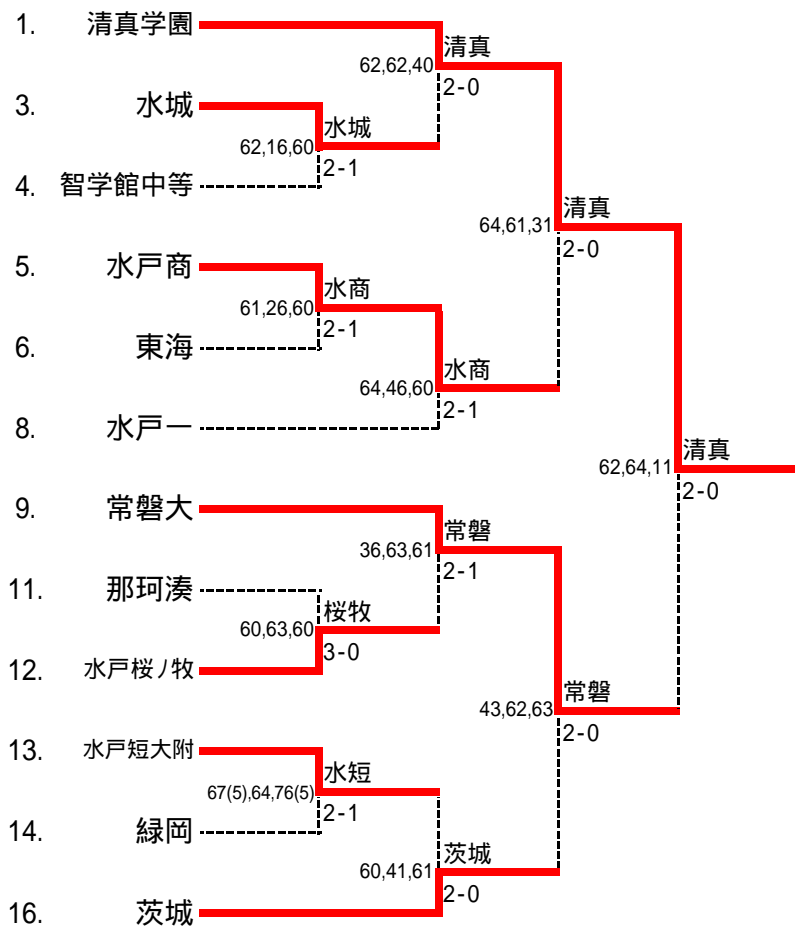 1. 清真学園
清真
62,62,40
2-0
3. 水城
水城
62,16,60
2-1
4. 智学館中等
清真
64,61,31
2-0
5. 水戸商
水商
61,26,60
2-1
6. 東海
水商
64,46,60
2-1
8. 水戸一
清真
62,64,11
2-0
9. 常磐大
常磐
36,63,61
2-1
11. 那珂湊
桜牧
60,63,60
3-0
12. 水戸桜ノ牧
常磐
43,62,63
2-0
13. 水戸短大附
水短
67(5),64,76(5)
2-1
14. 緑岡
茨城
60,41,61
2-0
16. 茨城